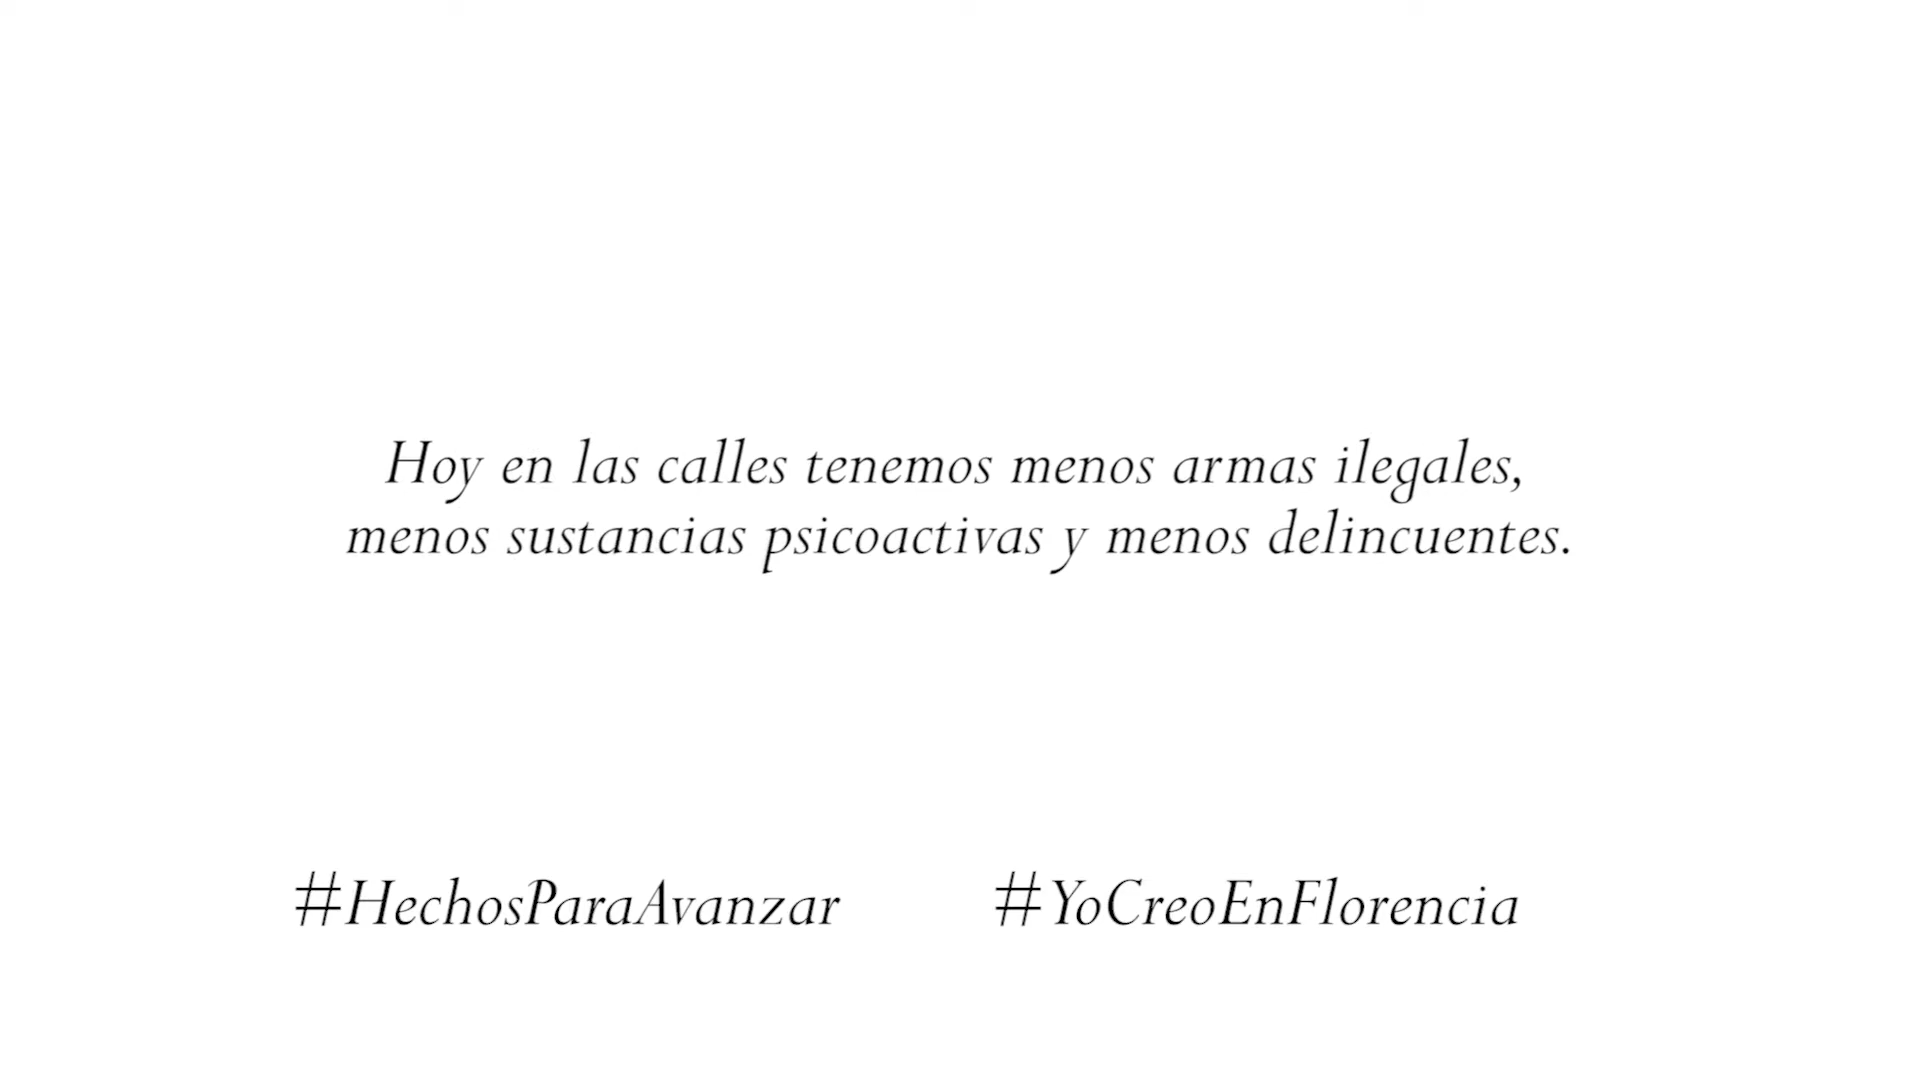 Hoy en las calles tenemos menos armas ilegales,
menos sustancias psicoactivas y menos delincuentes.
#HechosParaAvanzar #YoCreoEnFlorencia